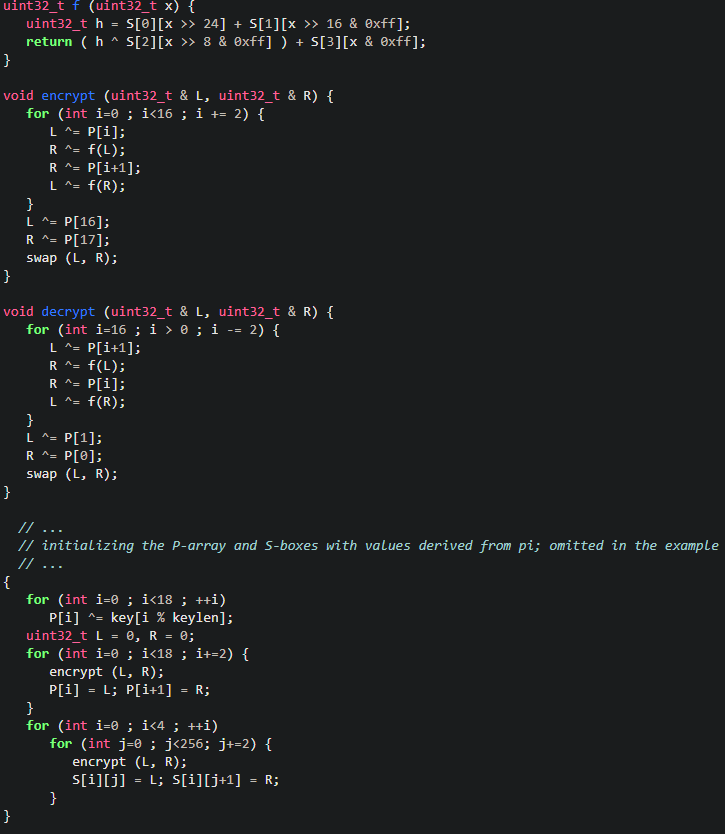 uint32_t f (uint32_t x) {
   uint32_t h = S[0][x >> 24] + S[1][x >> 16 & 0xff];
   return ( h ^ S[2][x >> 8 & 0xff] ) + S[3][x & 0xff];
}

void encrypt (uint32_t & L, uint32_t & R) {
   for (int i=0 ; i<16 ; i += 2) {
      L ^= P[i];
      R ^= f(L);
      R ^= P[i+1];
      L ^= f(R);
   }
   L ^= P[16];
   R ^= P[17];
   swap (L, R);
}

void decrypt (uint32_t & L, uint32_t & R) {
   for (int i=16 ; i > 0 ; i -= 2) {
      L ^= P[i+1];
      R ^= f(L);
      R ^= P[i];
      L ^= f(R);
   }
   L ^= P[1];
   R ^= P[0];
   swap (L, R);
}

  // ...
  // initializing the P-array and S-boxes with values derived from pi; omitted in the example
  // ...
{
   for (int i=0 ; i<18 ; ++i)
      P[i] ^= key[i % keylen];
   uint32_t L = 0, R = 0;
   for (int i=0 ; i<18 ; i+=2) {
      encrypt (L, R);
      P[i] = L; P[i+1] = R;
   }
   for (int i=0 ; i<4 ; ++i)
      for (int j=0 ; j<256; j+=2) {
         encrypt (L, R);
         S[i][j] = L; S[i][j+1] = R;
      }
}